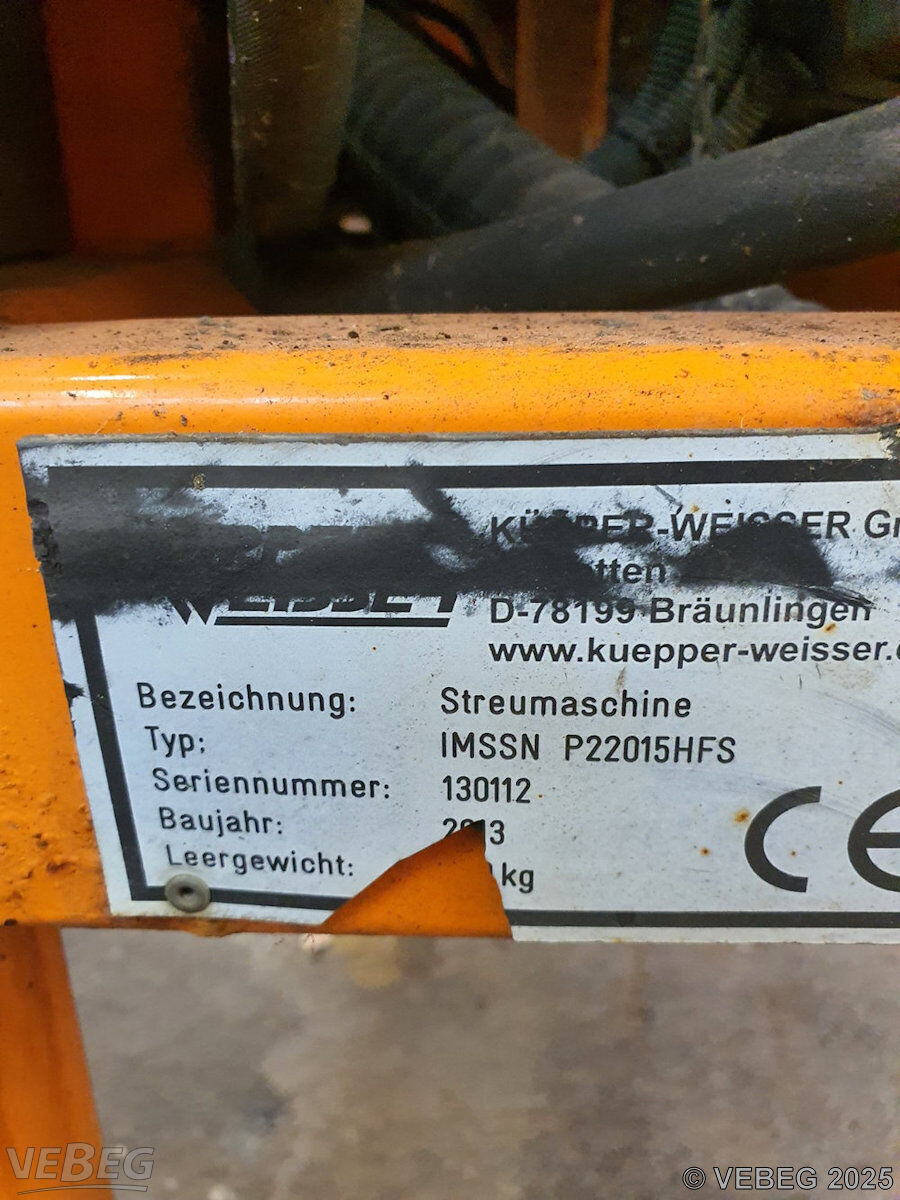 KÜPPER-WEISSER
D-78199 Bräunlingen
www.kuepper-weisser.
Bezeichnung: Streumaschine
Typ: IMSSN P22015HFS
Seriennummer: 130112
Baujahr:
Leergewicht: kg
CE
VEBEG
© VEBEG 2025